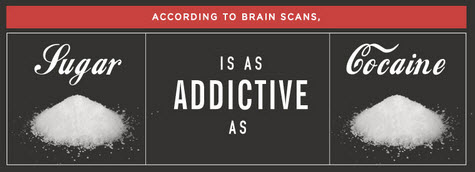 ACCORDING TO BRAIN SCANS,
Sugar
IS AS
ADDICTIVE
AS
Cocaine